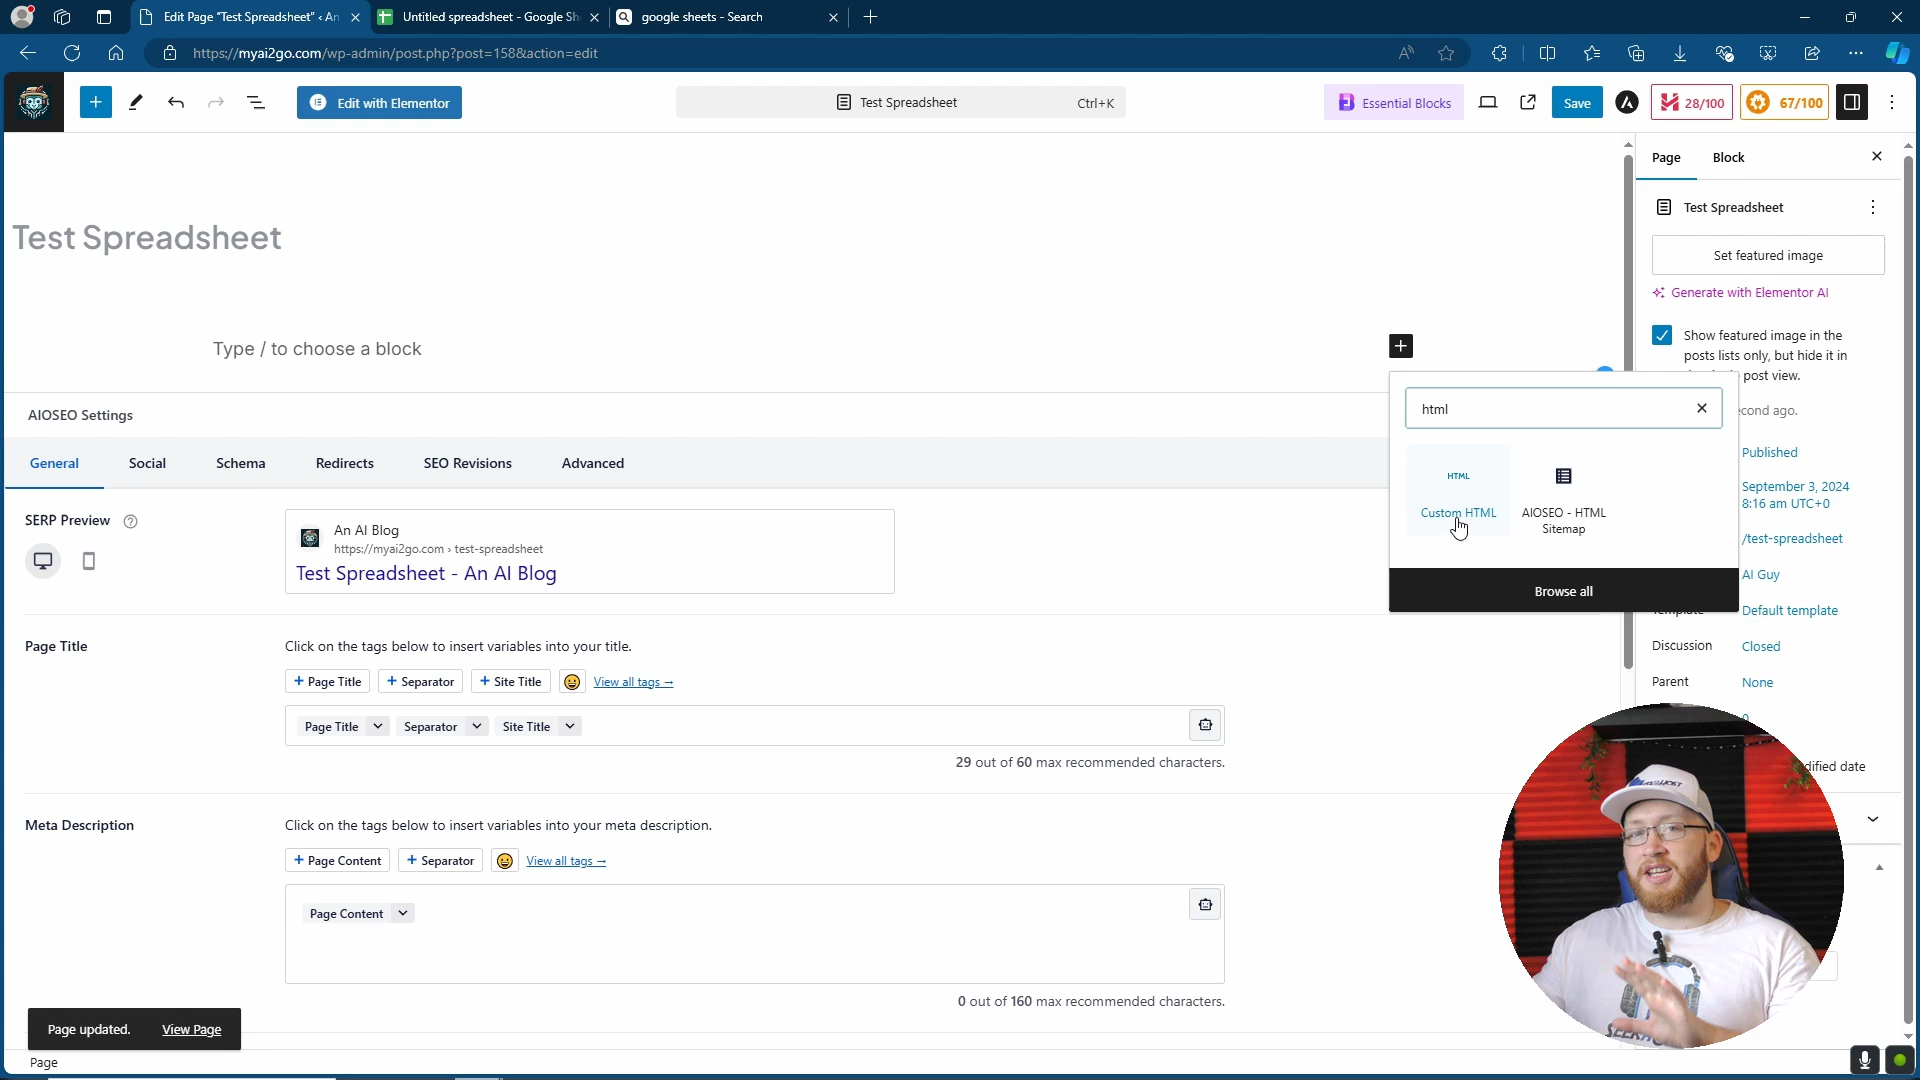 Edit Page "Test Spreadsheet" ‹ An
Untitled spreadsheet - Google Sh
google sheets - Search
https://myai2go.com/wp-admin/post.php?post=158&action=edit
Edit with Elementor
Test Spreadsheet
Ctrl+K
Essential Blocks
Save
28/100
67/100
Page
Block
Test Spreadsheet
Test Spreadsheet
Set featured image
Generate with Elementor AI
Show featured image in the
posts lists only, but hide it in
post view.
Type / to choose a block
html
cond ago.
AIOSEO Settings
General
Social
Schema
Redirects
SEO Revisions
Advanced
HTML
Custom HTML
AIOSEO - HTML
Sitemap
Browse all
Published
September 3, 2024
8:16 am UTC+0
/test-spreadsheet
AI Guy
Template
Default template
Discussion
Closed
Parent
None
0
dified date
SERP Preview
An AI Blog
https://myai2go.com › test-spreadsheet
Test Spreadsheet - An AI Blog
Page Title
Click on the tags below to insert variables into your title.
+ Page Title
+ Separator
+ Site Title
View all tags →
Page Title
Separator
Site Title
29 out of 60 max recommended characters.
Meta Description
Click on the tags below to insert variables into your meta description.
+ Page Content
+ Separator
View all tags →
Page Content
0 out of 160 max recommended characters.
Page updated.
View Page
Page